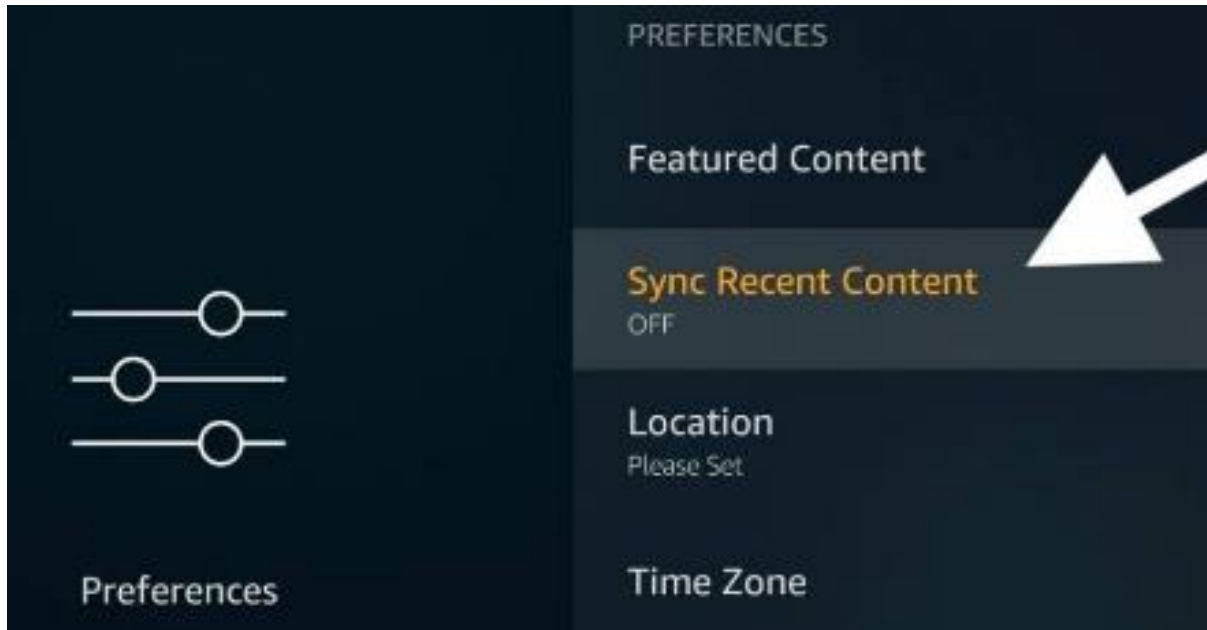 PREFERENCES
Featured Content
Sync Recent Content
OFF
Location
Please Set
Time Zone
Preferences